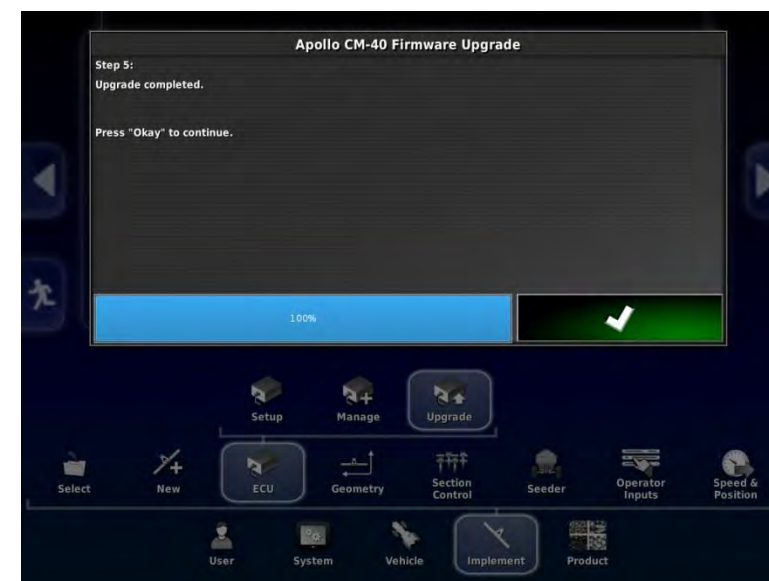 Apollo CM-40 Firmware Upgrade
Step 5:
Upgrade completed.
Press "Okay" to continue.
100%
Setup
Manage
Upgrade
Select
New
ECU
Geometry
Section
Control
Seeder
Operator
Inputs
Speed &
Position
User
System
Vehicle
Implement
Product